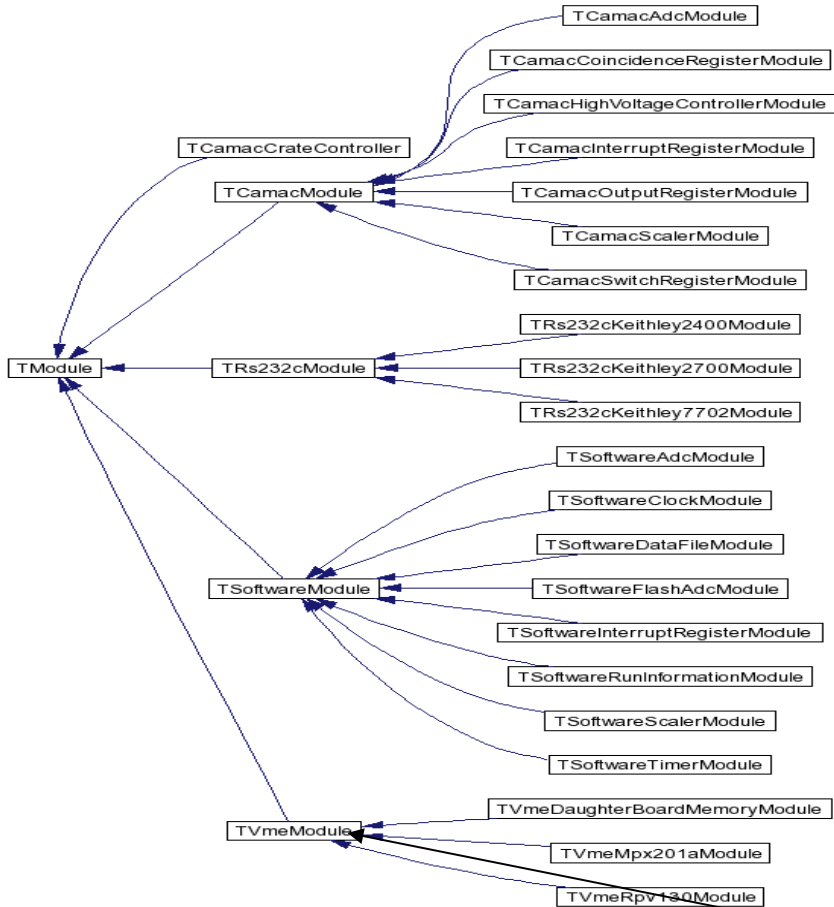 TCamacAdcModule
TCamacCoincidenceRegisterModule
TCamacHighVoltageControllerModule
TCamacCrateController
TCamacInterruptRegisterModule
TCamacModule
TCamacOutputRegisterModule
TCamacScalerModule
TCamacSwitchRegisterModule
TRs232cKeithley2400Module
TModule
TRs232cModule
TRs232cKeithley2700Module
TRs232cKeithley7702Module
TSoftwareAdcModule
TSoftwareClockModule
TSoftwareDataFileModule
TSoftwareModule
TSoftwareFlashAdcModule
TSoftwareInterruptRegisterModule
TSoftwareRunInformationModule
TSoftwareScalerModule
TSoftwareTimerModule
TVmeDaughterBoardMemoryModule
TVmeModule
TVmeMpx201aModule
TVmeRpv130Module